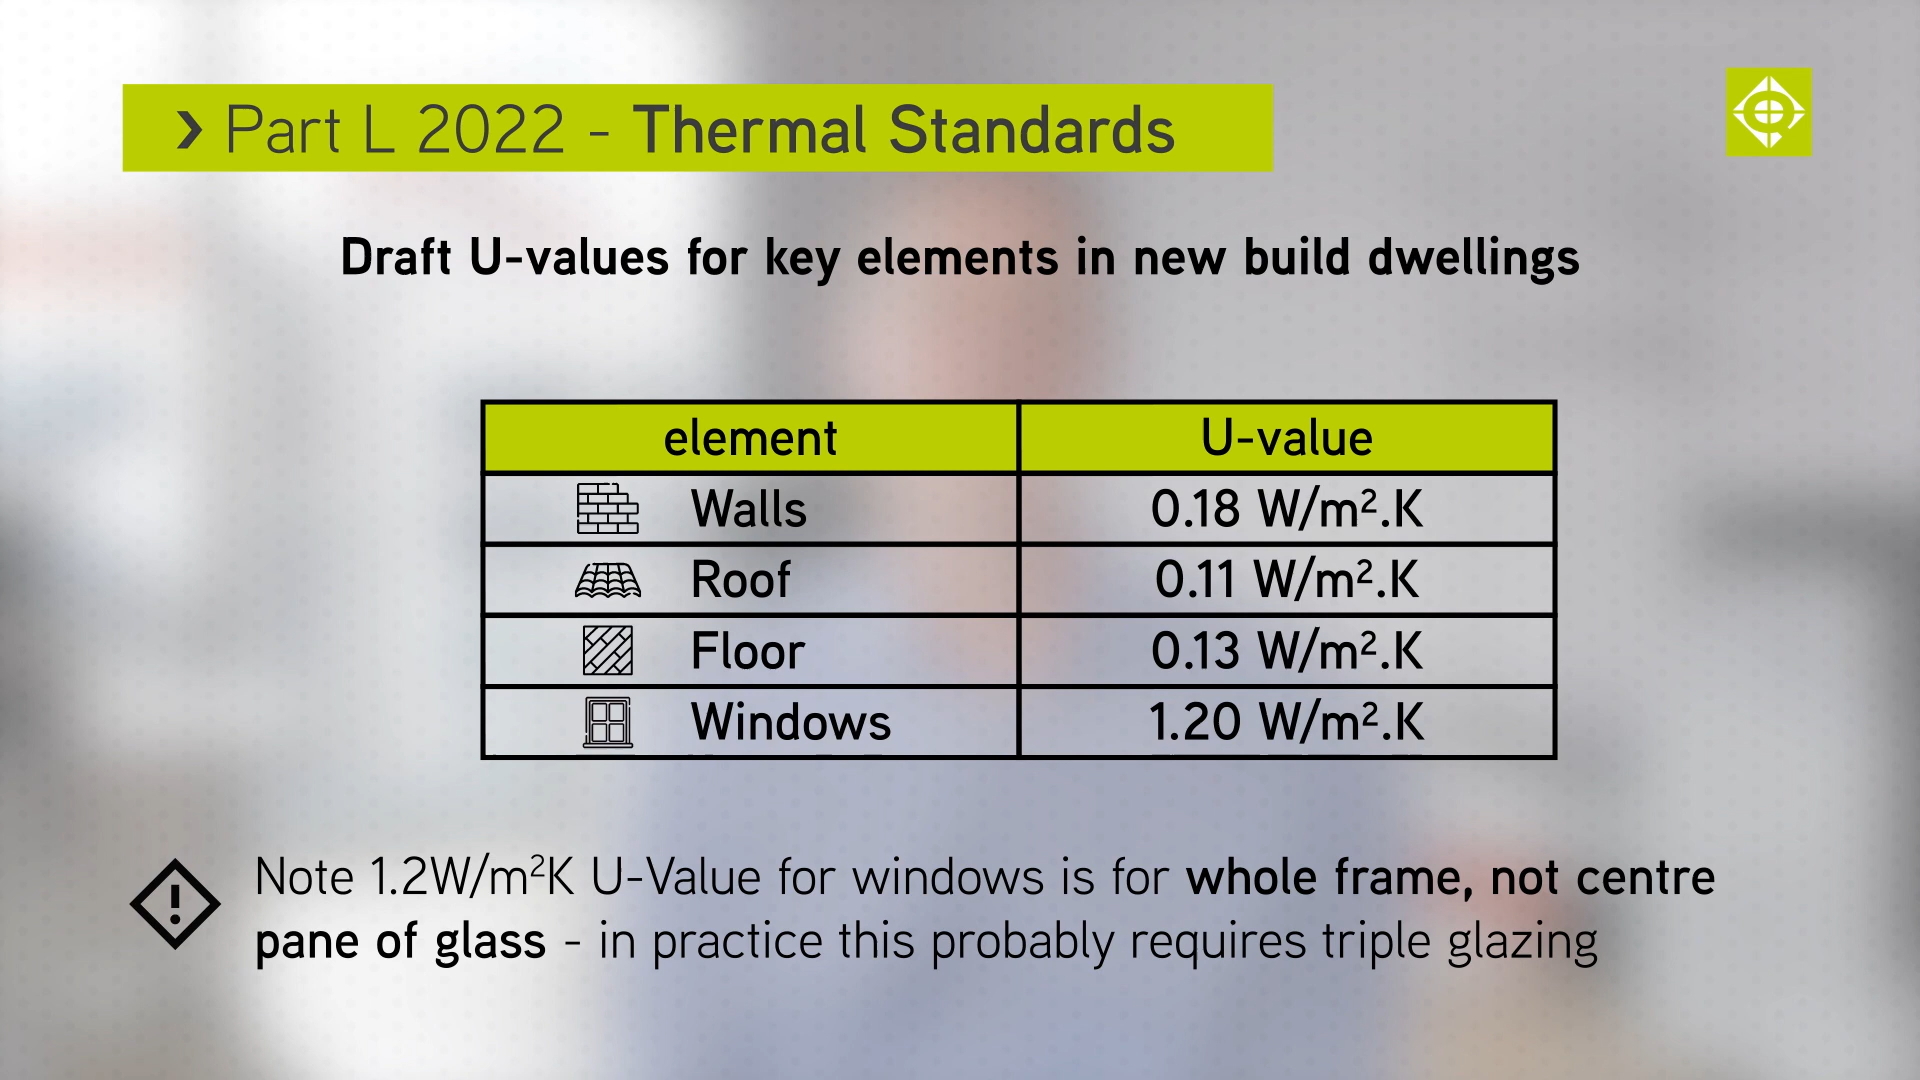 › Part L 2022 - Thermal Standards
Draft U-values for key elements in new build dwellings
element U-value
Walls 0.18 W/m².K
Roof 0.11 W/m².K
Floor 0.13 W/m².K
Windows 1.20 W/m².K
Note 1.2W/m²K U-Value for windows is for whole frame, not centre
pane of glass - in practice this probably requires triple glazing